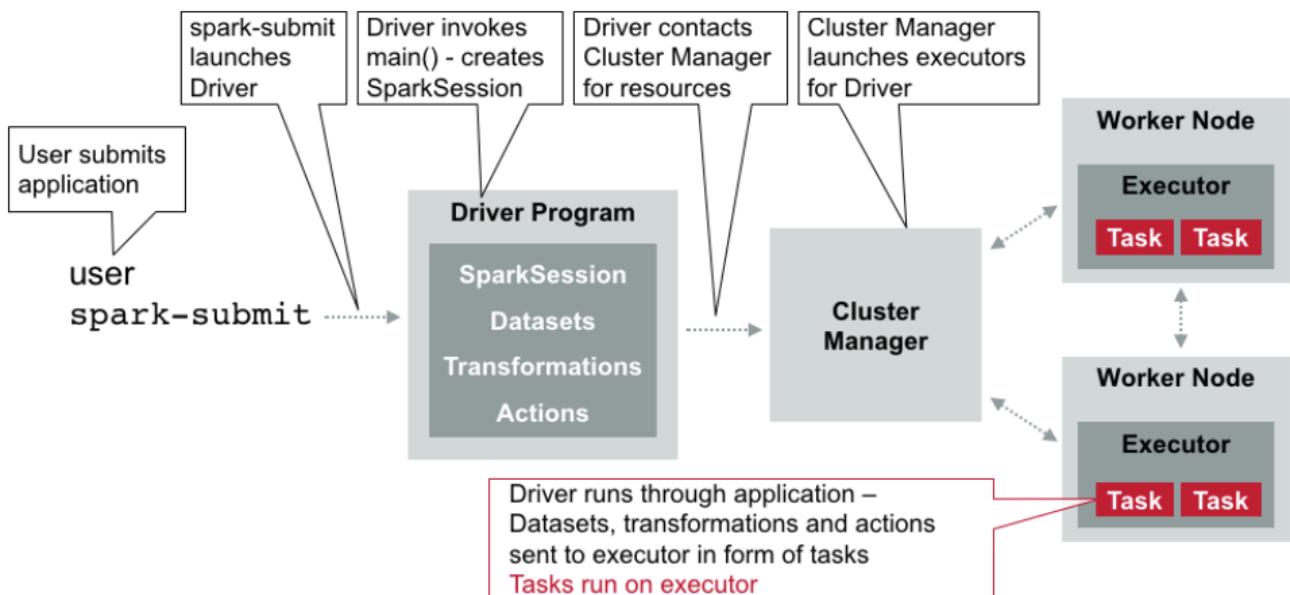 spark-submit
launches
Driver
Driver invokes
main() - creates
SparkSession
Driver contacts
Cluster Manager
for resources
Cluster Manager
launches executors
for Driver
User submits
application
user
spark-submit
Driver Program
SparkSession
Datasets
Transformations
Actions
Cluster
Manager
Worker Node
Executor
Task Task
Worker Node
Executor
Task Task
Driver runs through application –
Datasets, transformations and actions
sent to executor in form of tasks
Tasks run on executor